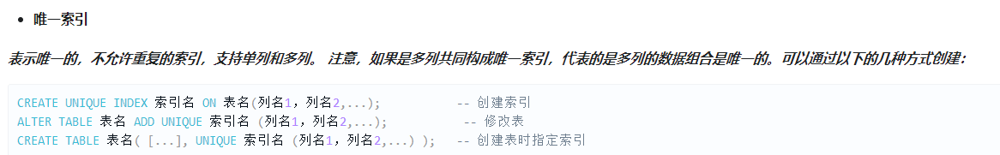 唯一索引
表示唯一的，不允许重复的索引，支持单列和多列。 注意，如果是多列共同构成唯一索引，代表的是多列的数据组合是唯一的。可以通过以下的几种方式创建：
CREATE UNIQUE INDEX 索引名 ON 表名(列名1，列名2,...); -- 创建索引
ALTER TABLE 表名 ADD UNIQUE 索引名 (列名1，列名2,...); -- 修改表
CREATE TABLE 表名( [...], UNIQUE 索引名 (列名1，列名2,...) ); -- 创建表时指定索引